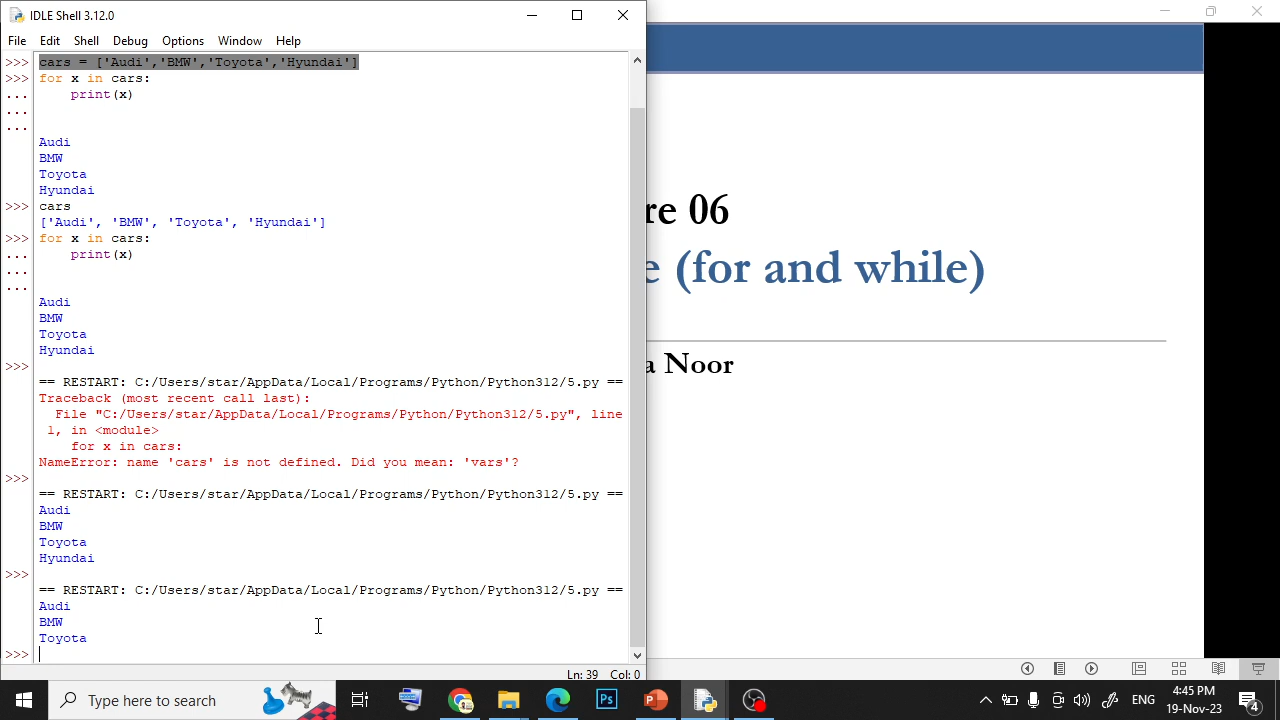 IDLE Shell 3.12.0
File Edit Shell Debug Options Window Help
>>> cars = ['Audi','BMW','Toyota','Hyundai']
>>> for x in cars:
... print(x)
...
...
Audi
BMW
Toyota
Hyundai
>>> cars
['Audi', 'BMW', 'Toyota', 'Hyundai']
>>> for x in cars:
... print(x)
...
...
Audi
BMW
Toyota
Hyundai
>>>
== RESTART: C:/Users/star/AppData/Local/Programs/Python/Python312/5.py ==
Traceback (most recent call last):
File "C:/Users/star/AppData/Local/Programs/Python/Python312/5.py", line
1, in <module>
for x in cars:
NameError: name 'cars' is not defined. Did you mean: 'vars'?
>>>
== RESTART: C:/Users/star/AppData/Local/Programs/Python/Python312/5.py ==
Audi
BMW
Toyota
Hyundai
>>>
== RESTART: C:/Users/star/AppData/Local/Programs/Python/Python312/5.py ==
Audi
BMW
Toyota
>>>
Ln: 39 Col: 0
re 06
e (for and while)
a Noor
Type here to search
Ps
ENG
4:45 PM
19-Nov-23
4